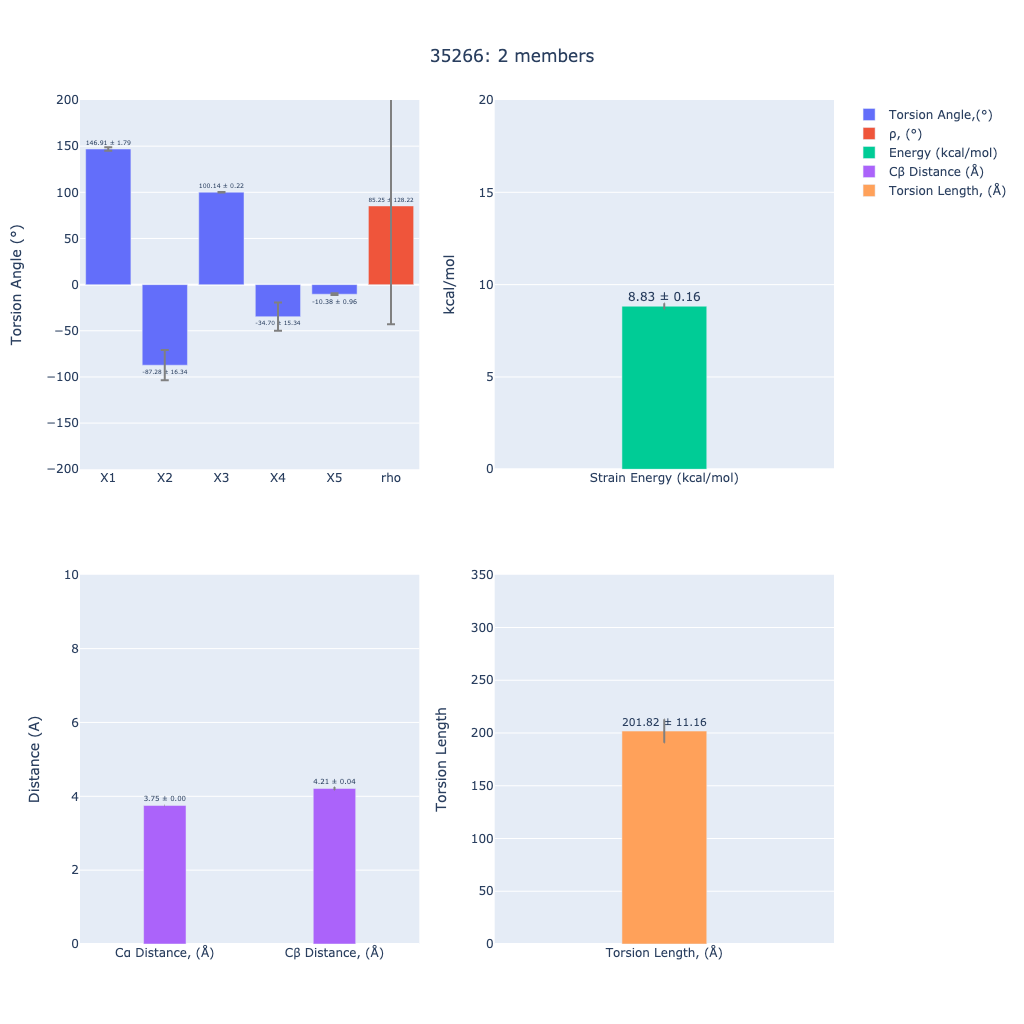 35266: 2 members
200
150
100
50
0
−50
−100
−150
−200
Torsion Angle (°)
146.91 ± 1.79
-87.28 ± 16.34
100.14 ± 0.22
-34.70 ± 15.34
-10.38 ± 0.96
85.25 ± 128.22
X1
X2
X3
X4
X5
rho
20
15
10
5
0
kcal/mol
8.83 ± 0.16
Strain Energy (kcal/mol)
Torsion Angle,(°)
ρ, (°)
Energy (kcal/mol)
Cβ Distance (Å)
Torsion Length, (Å)
10
8
6
4
2
0
Distance (A)
3.75 ± 0.00
4.21 ± 0.04
Cα Distance, (Å)
Cβ Distance, (Å)
350
300
250
200
150
100
50
0
Torsion Length
201.82 ± 11.16
Torsion Length, (Å)